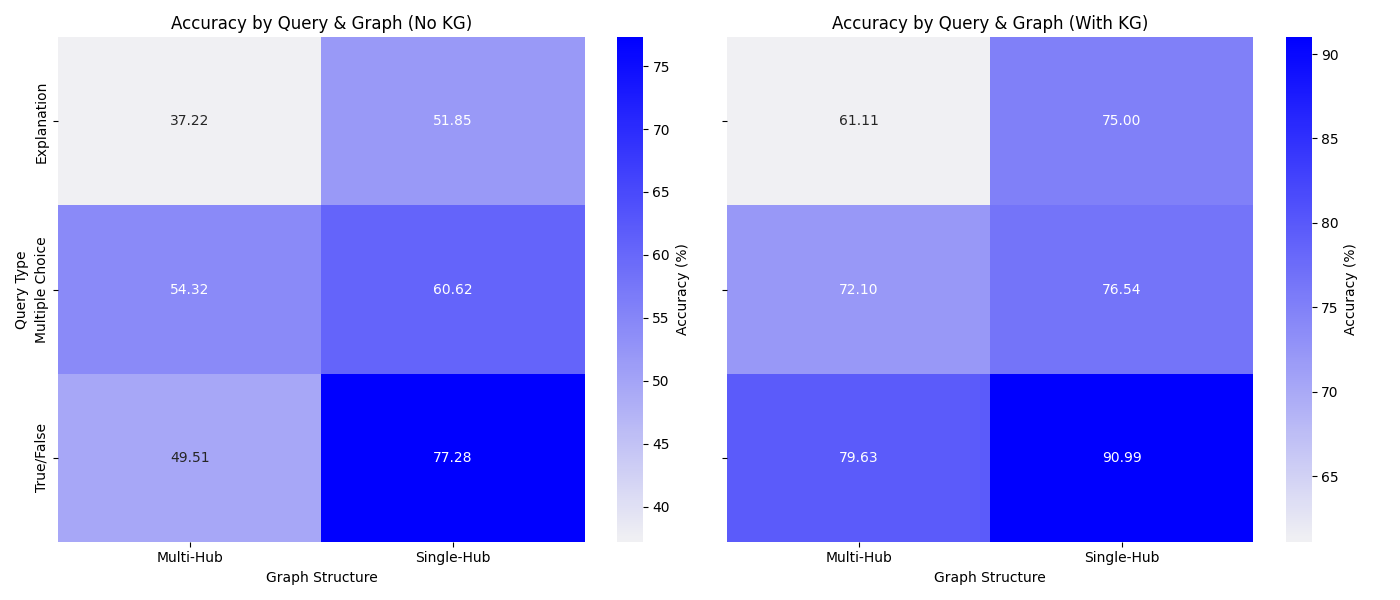 Accuracy by Query & Graph (No KG)
Query Type
Explanation
Multiple Choice
True/False
37.22
51.85
54.32
60.62
49.51
77.28
Multi-Hub
Single-Hub
Graph Structure
75
70
65
60
55
50
45
40
Accuracy (%)
Accuracy by Query & Graph (With KG)
61.11
75.00
72.10
76.54
79.63
90.99
Multi-Hub
Single-Hub
Graph Structure
90
85
80
75
70
65
Accuracy (%)